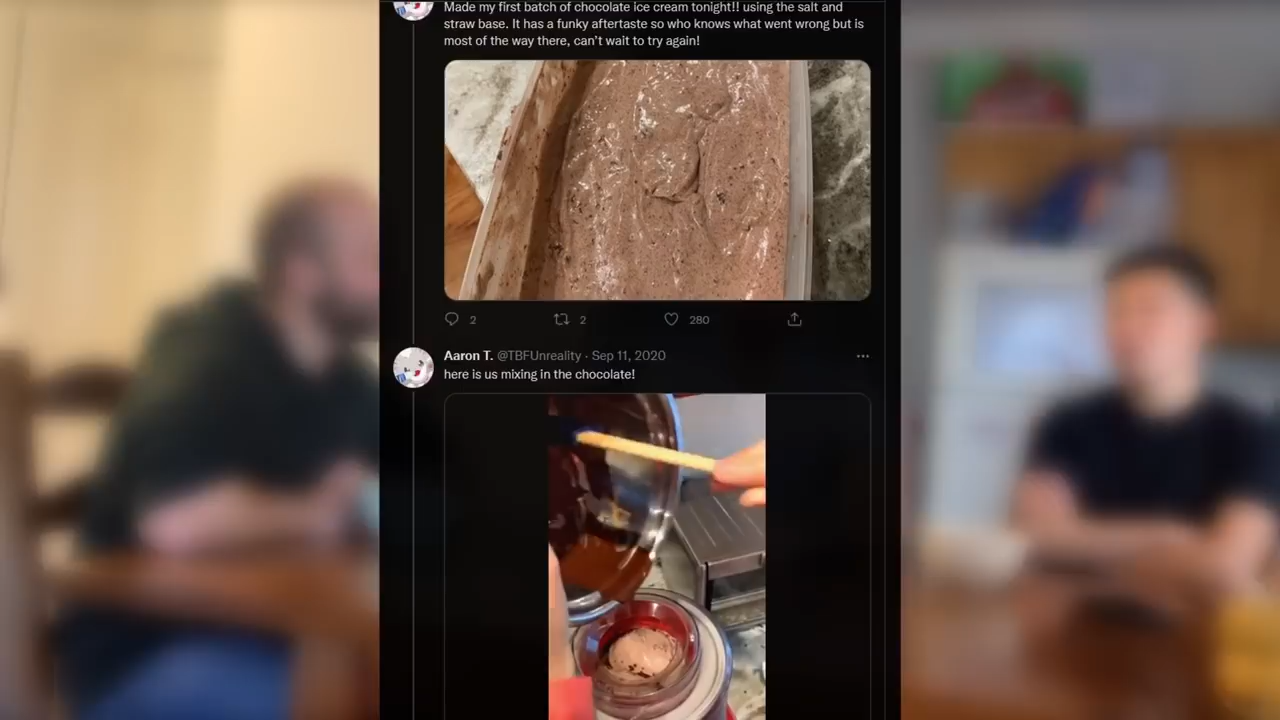 Made my first batch of chocolate ice cream tonight!! using the salt and
straw base. It has a funky aftertaste so who knows what went wrong but is
most of the way there, can’t wait to try again!
2 2 280
Aaron T. @TBFUnreality · Sep 11, 2020
here is us mixing in the chocolate!